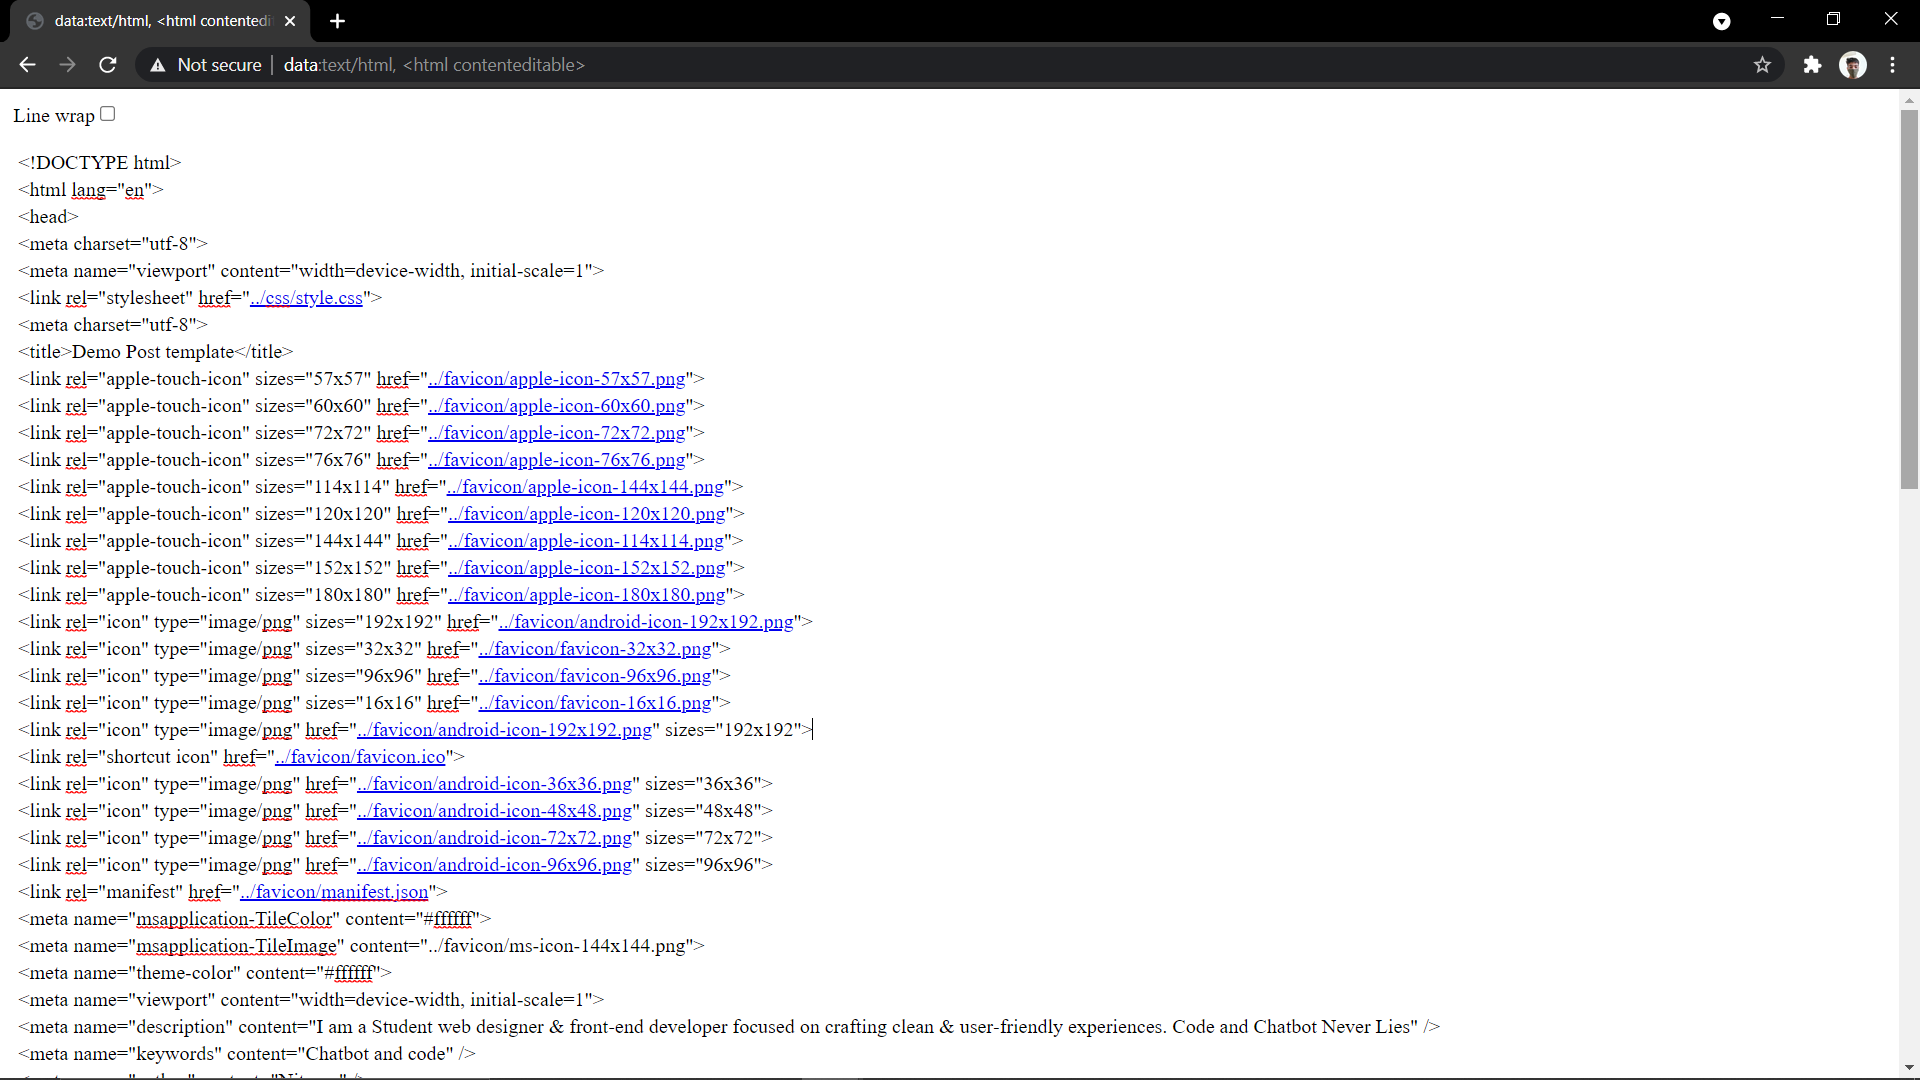 data:text/html, <html contentedi
Not secure
data:text/html, <html contenteditable>
Line wrap
<!DOCTYPE html>
<html lang="en">
<head>
<meta charset="utf-8">
<meta name="viewport" content="width=device-width, initial-scale=1">
<link rel="stylesheet" href="../css/style.css">
<meta charset="utf-8">
<title>Demo Post template</title>
<link rel="apple-touch-icon" sizes="57x57" href="../favicon/apple-icon-57x57.png">
<link rel="apple-touch-icon" sizes="60x60" href="../favicon/apple-icon-60x60.png">
<link rel="apple-touch-icon" sizes="72x72" href="../favicon/apple-icon-72x72.png">
<link rel="apple-touch-icon" sizes="76x76" href="../favicon/apple-icon-76x76.png">
<link rel="apple-touch-icon" sizes="114x114" href="../favicon/apple-icon-144x144.png">
<link rel="apple-touch-icon" sizes="120x120" href="../favicon/apple-icon-120x120.png">
<link rel="apple-touch-icon" sizes="144x144" href="../favicon/apple-icon-114x114.png">
<link rel="apple-touch-icon" sizes="152x152" href="../favicon/apple-icon-152x152.png">
<link rel="apple-touch-icon" sizes="180x180" href="../favicon/apple-icon-180x180.png">
<link rel="icon" type="image/png" sizes="192x192" href="../favicon/android-icon-192x192.png">
<link rel="icon" type="image/png" sizes="32x32" href="../favicon/favicon-32x32.png">
<link rel="icon" type="image/png" sizes="96x96" href="../favicon/favicon-96x96.png">
<link rel="icon" type="image/png" sizes="16x16" href="../favicon/favicon-16x16.png">
<link rel="icon" type="image/png" href="../favicon/android-icon-192x192.png" sizes="192x192">
<link rel="shortcut icon" href="../favicon/favicon.ico">
<link rel="icon" type="image/png" href="../favicon/android-icon-36x36.png" sizes="36x36">
<link rel="icon" type="image/png" href="../favicon/android-icon-48x48.png" sizes="48x48">
<link rel="icon" type="image/png" href="../favicon/android-icon-72x72.png" sizes="72x72">
<link rel="icon" type="image/png" href="../favicon/android-icon-96x96.png" sizes="96x96">
<link rel="manifest" href="../favicon/manifest.json">
<meta name="msapplication-TileColor" content="#ffffff">
<meta name="msapplication-TileImage" content="../favicon/ms-icon-144x144.png">
<meta name="theme-color" content="#ffffff">
<meta name="viewport" content="width=device-width, initial-scale=1">
<meta name="description" content="I am a Student web designer & front-end developer focused on crafting clean & user-friendly experiences. Code and Chatbot Never Lies" />
<meta name="keywords" content="Chatbot and code" />